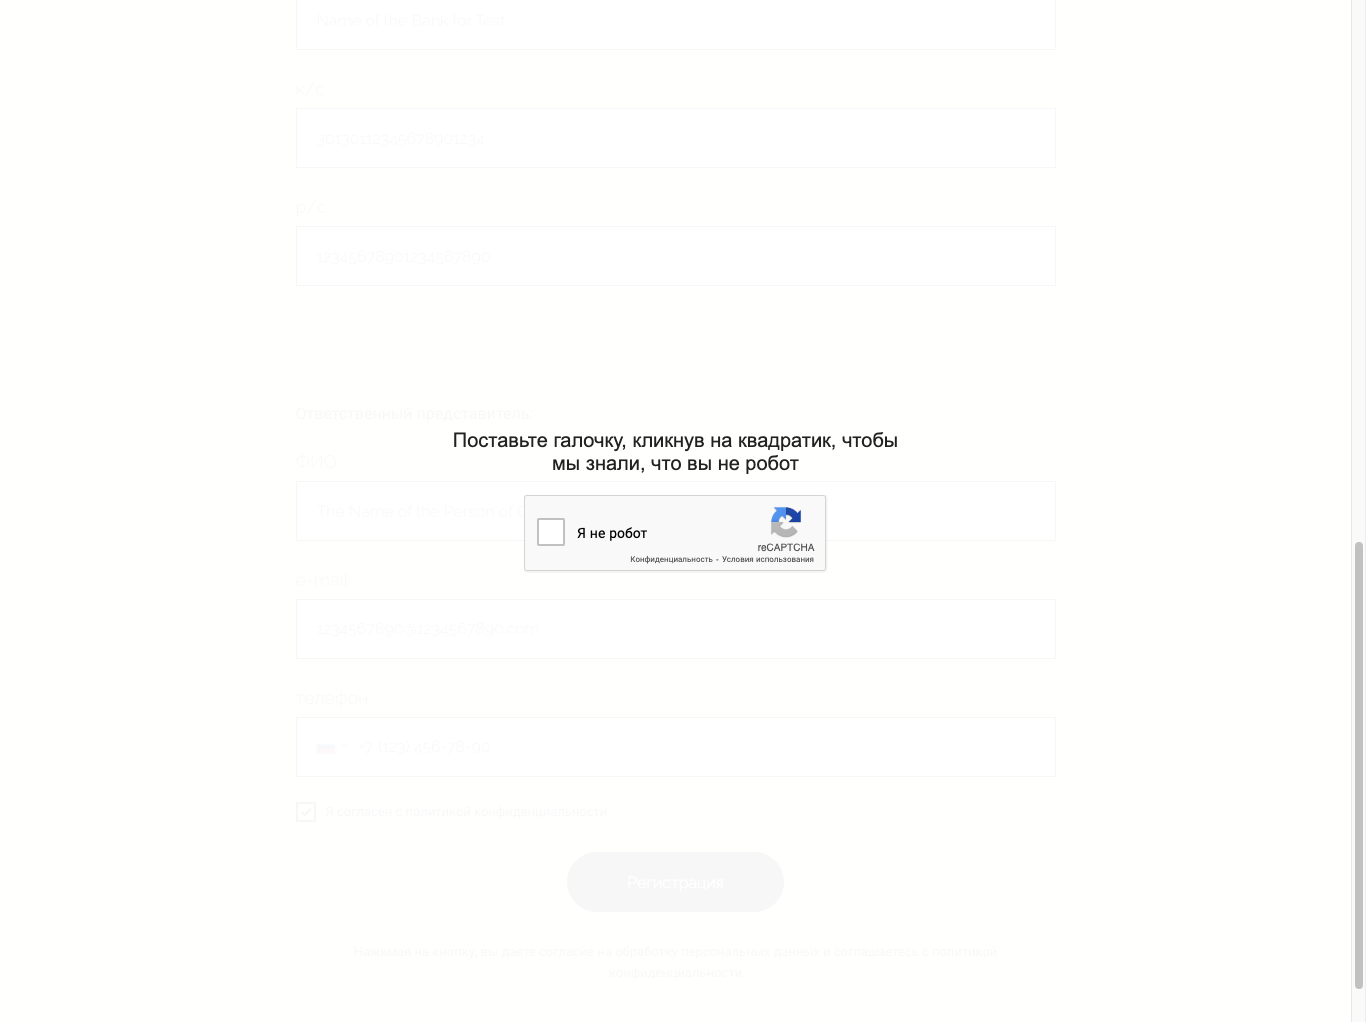 Name of the Bank for Test
К/с
30130112345678901234
р/с
12345678901234567890
Ответственный представитель
Поставьте галочку, кликнув на квадратик, чтобы
мы знали, что вы не робот
ФИО
The Name of the Person of
Я не робот
reCAPTCHA
Конфиденциальность - Условия использования
e-mail
1234567890@1234567890.com
телефон
+7 (123) 456-78-90
Я согласен с политикой конфиденциальности
Регистрация
Нажимая на кнопку, вы даете согласие на обработку персональных данных и соглашаетесь с политикой
конфиденциальности